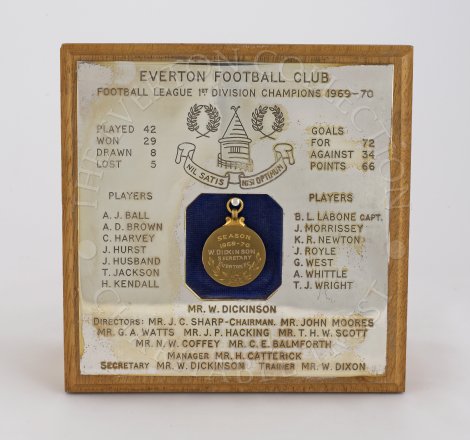 EVERTON FOOTBALL CLUB
FOOTBALL LEAGUE 1ST DIVISION CHAMPIONS 1969-70
PLAYED 42
WON 29
DRAWN 8
LOST 5
GOALS
FOR 72
AGAINST 34
POINTS 66
NIL SATIS NISI OPTIMUM
PLAYERS
A. J. BALL
A. D. BROWN
C. HARVEY
J. HURST
J. HUSBAND
T. JACKSON
H. KENDALL
PLAYERS
B. L. LABONE CAPT.
J. MORRISSEY
K. R. NEWTON
J. ROYLE
G. WEST
A. WHITTLE
T. J. WRIGHT
SEASON
1969-70
W. DICKINSON
SECRETARY
EVERTON F.C.
MR. W. DICKINSON
DIRECTORS: MR. J. C. SHARP-CHAIRMAN. MR. JOHN MOORES
MR. G. A. WATTS MR. J. P. HACKING MR. T. H. W. SCOTT
MR. N. W. COFFEY MR. C. E. BALMFORTH
MANAGER MR. H. CATTERICK
SECRETARY MR. W. DICKINSON TRAINER MR. W. DIXON
THE EVERTON COLLECTION